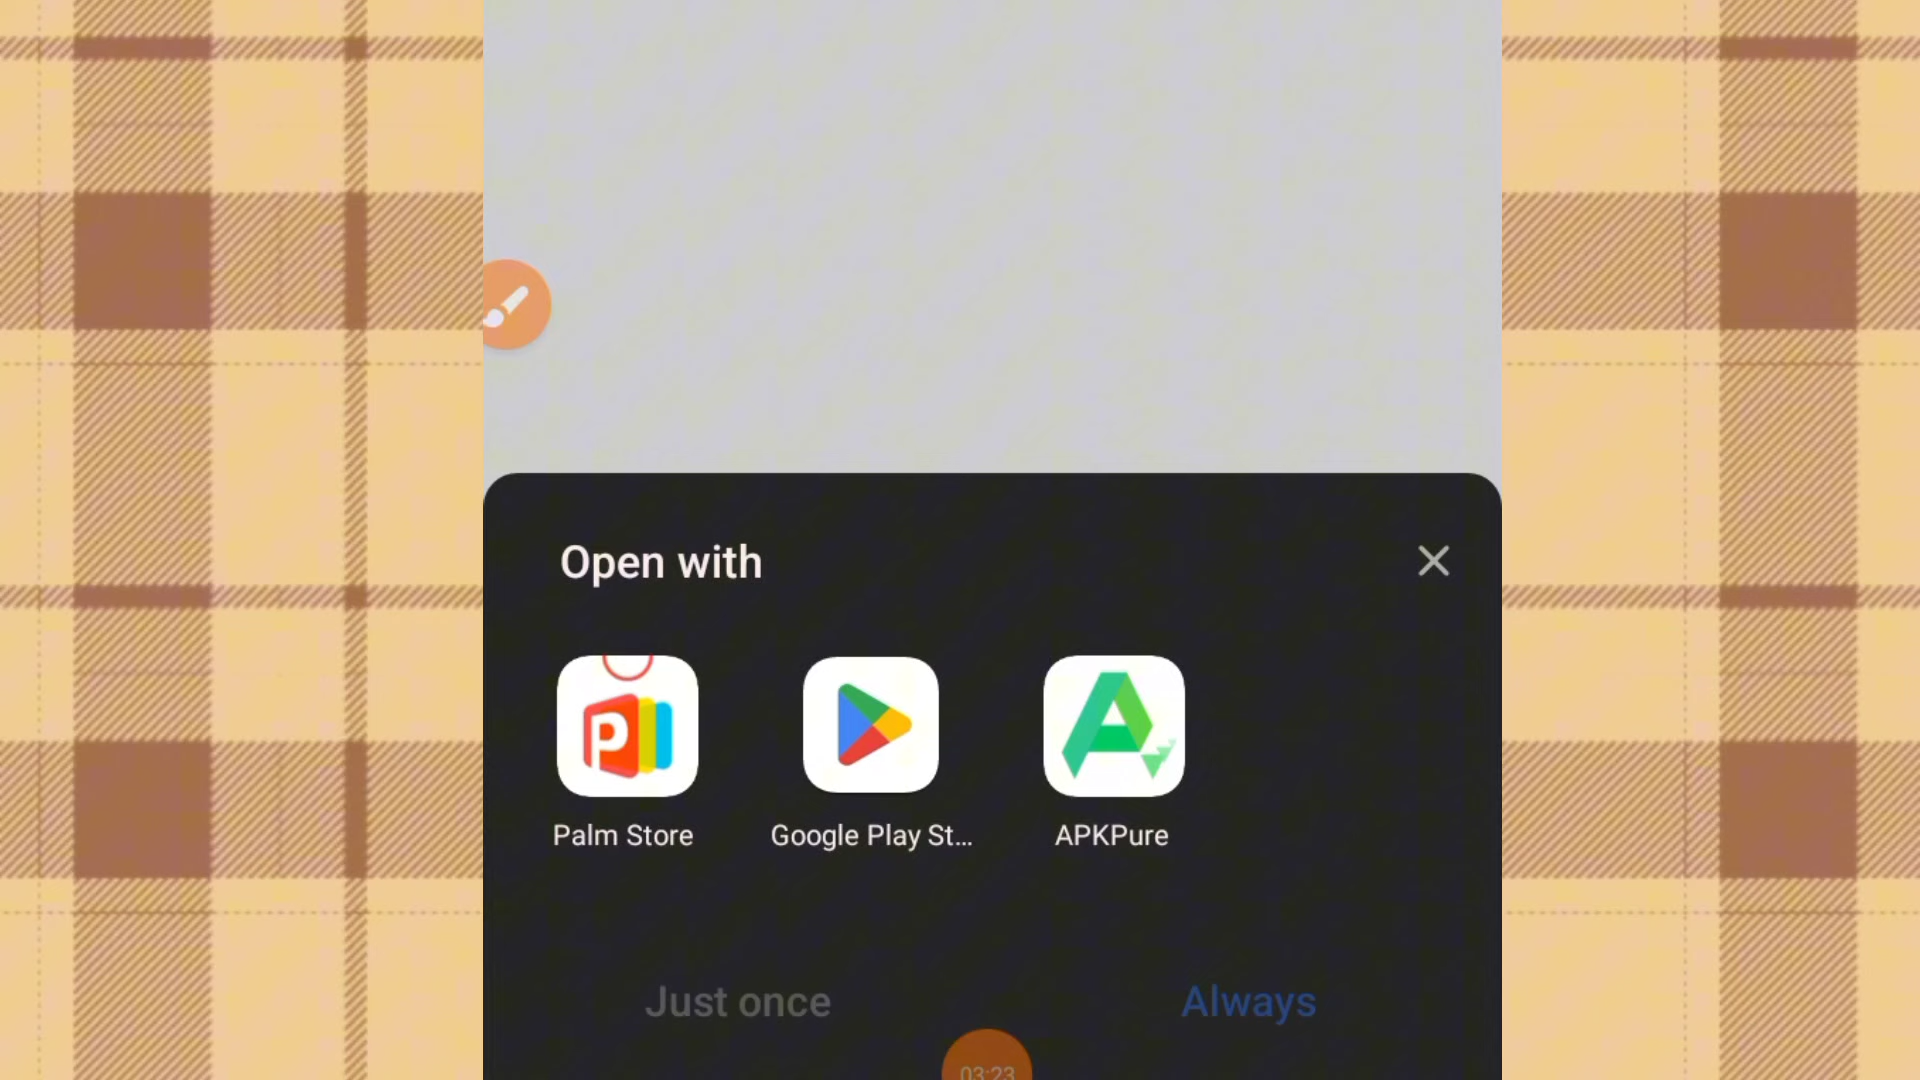 Open with
Palm Store
Google Play St...
APKPure
Just once
Always
03:23